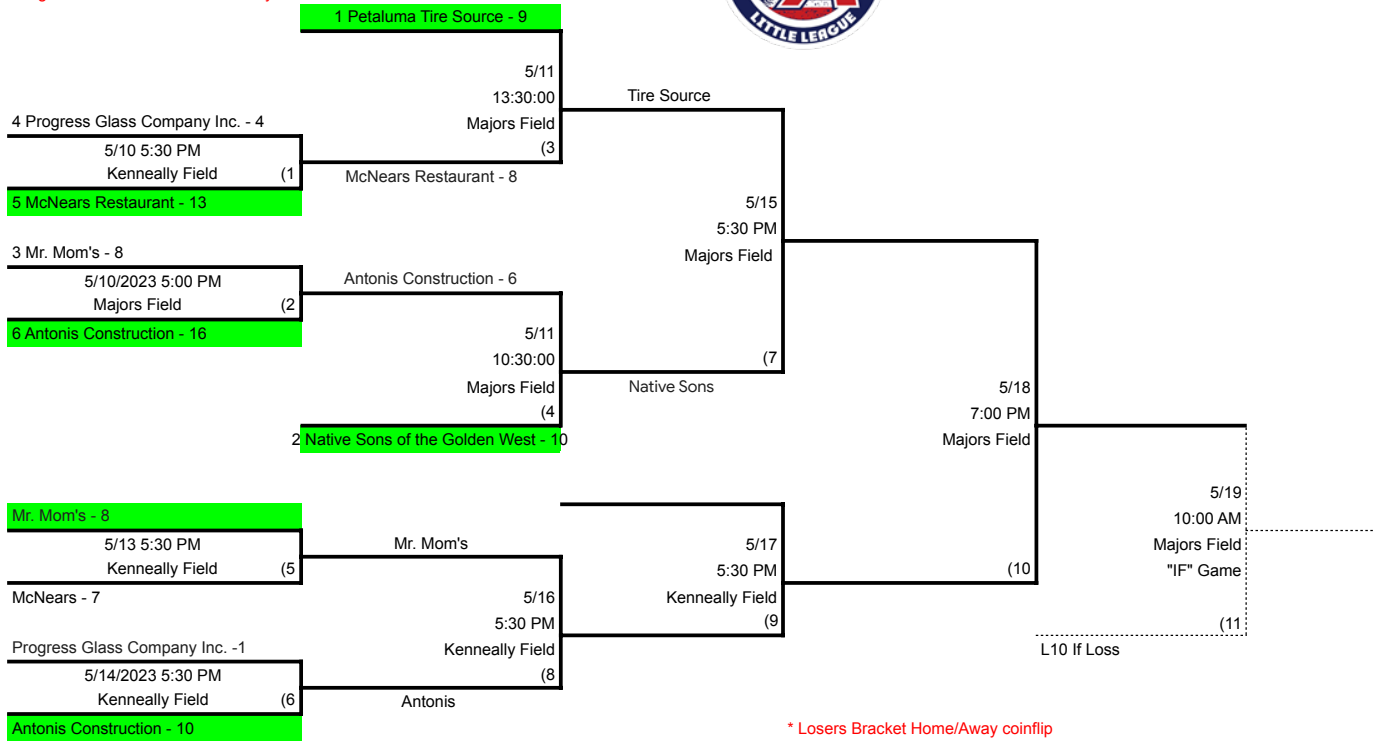 1 Petaluma Tire Source - 9
LITTLE LEAGUE
5/11
13:30:00
Majors Field
(3
Tire Source
4 Progress Glass Company Inc. - 4
5/10 5:30 PM
Kenneally Field (1
5 McNears Restaurant - 13
McNears Restaurant - 8
5/15
5:30 PM
Majors Field
(7
3 Mr. Mom's - 8
5/10/2023 5:00 PM
Majors Field (2
6 Antonis Construction - 16
Antonis Construction - 6
5/11
10:30:00
Majors Field
(4
2 Native Sons of the Golden West - 10
Native Sons
5/18
7:00 PM
Majors Field
(10
Mr. Mom's - 8
5/13 5:30 PM
Kenneally Field (5
McNears - 7
Mr. Mom's
5/16
5:30 PM
Kenneally Field
(8
5/17
5:30 PM
Kenneally Field
(9
Progress Glass Company Inc. -1
5/14/2023 5:30 PM
Kenneally Field (6
Antonis Construction - 10
Antonis
5/19
10:00 AM
Majors Field
"IF" Game
(11
L10 If Loss
* Losers Bracket Home/Away coinflip